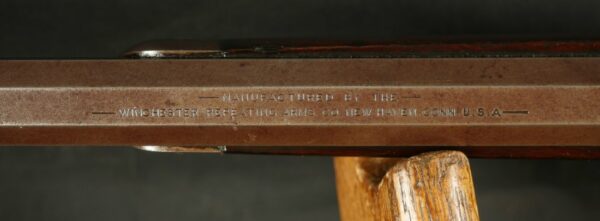 — MANUFACTURED BY THE —
— WINCHESTER REPEATING ARMS CO. NEW HAVEN. CONN. U.S.A. —